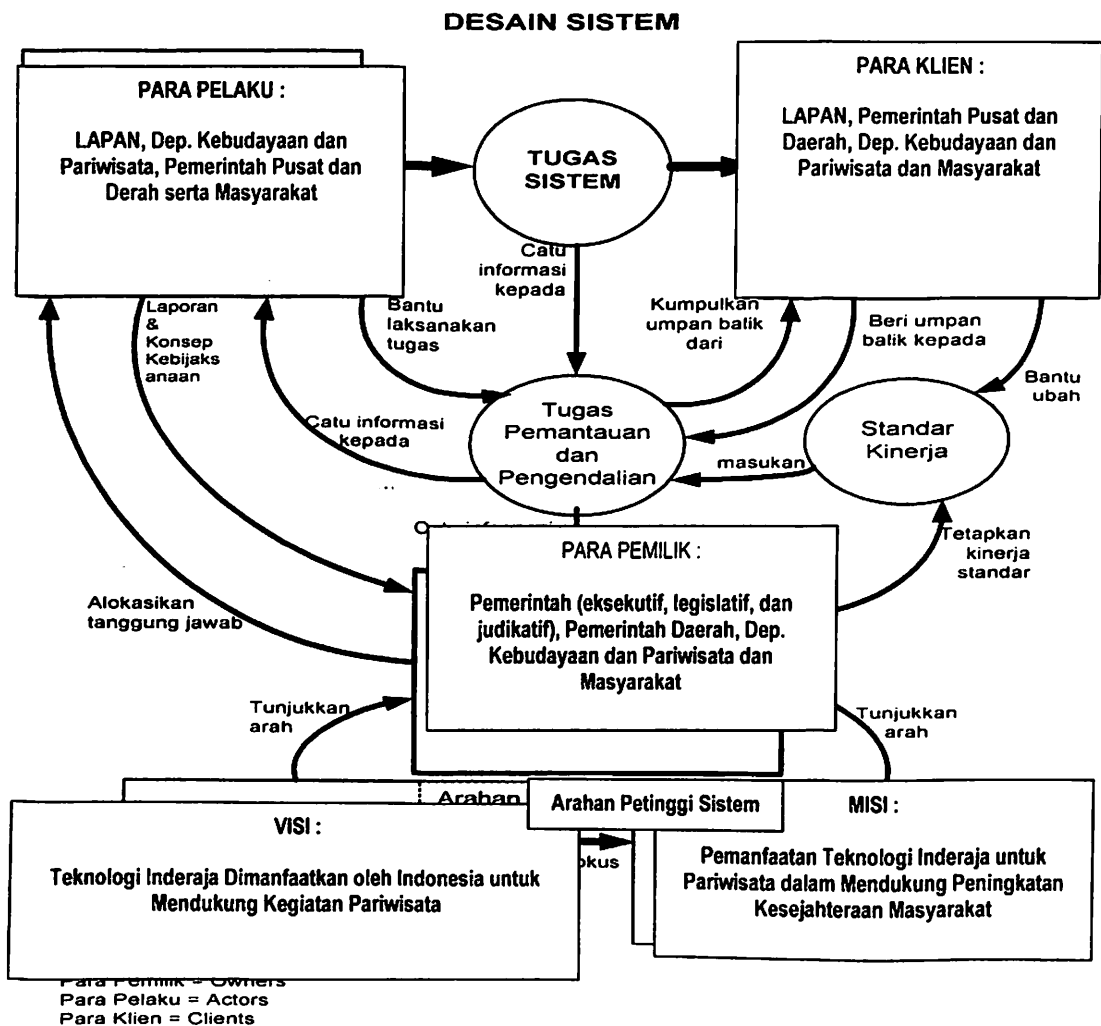 DESAIN SISTEM
PARA PELAKU :
LAPAN, Dep. Kebudayaan dan
Pariwisata, Pemerintah Pusat dan
Derah serta Masyarakat
TUGAS
SISTEM
PARA KLIEN :
LAPAN, Pemerintah Pusat dan
Daerah, Dep. Kebudayaan dan
Pariwisata dan Masyarakat
Laporan
&
Konsep
Kebijaks
anaan
Bantu
laksanakan
tugas
Catu
informasi
kepada
Kumpulkan
umpan balik
dari
Beri umpan
balik kepada
Bantu
ubah
Catu informasi
kepada
Tugas
Pemantauan
dan
Pengendalian
masukan
Standar
Kinerja
Tetapkan
kinerja
standar
Alokasikan
tanggung jawab
PARA PEMILIK :
Pemerintah (eksekutif, legislatif, dan
judikatif), Pemerintah Daerah, Dep.
Kebudayaan dan Pariwisata dan
Masyarakat
Tunjukkan
arah
Tunjukkan
arah
Arahan
Arahan Petinggi Sistem
VISI :
Teknologi Inderaja Dimanfaatkan oleh Indonesia untuk
Mendukung Kegiatan Pariwisata
okus
MISI :
Pemanfaatan Teknologi Inderaja untuk
Pariwisata dalam Mendukung Peningkatan
Kesejahteraan Masyarakat
Para Pemilik = Owners
Para Pelaku = Actors
Para Klien = Clients